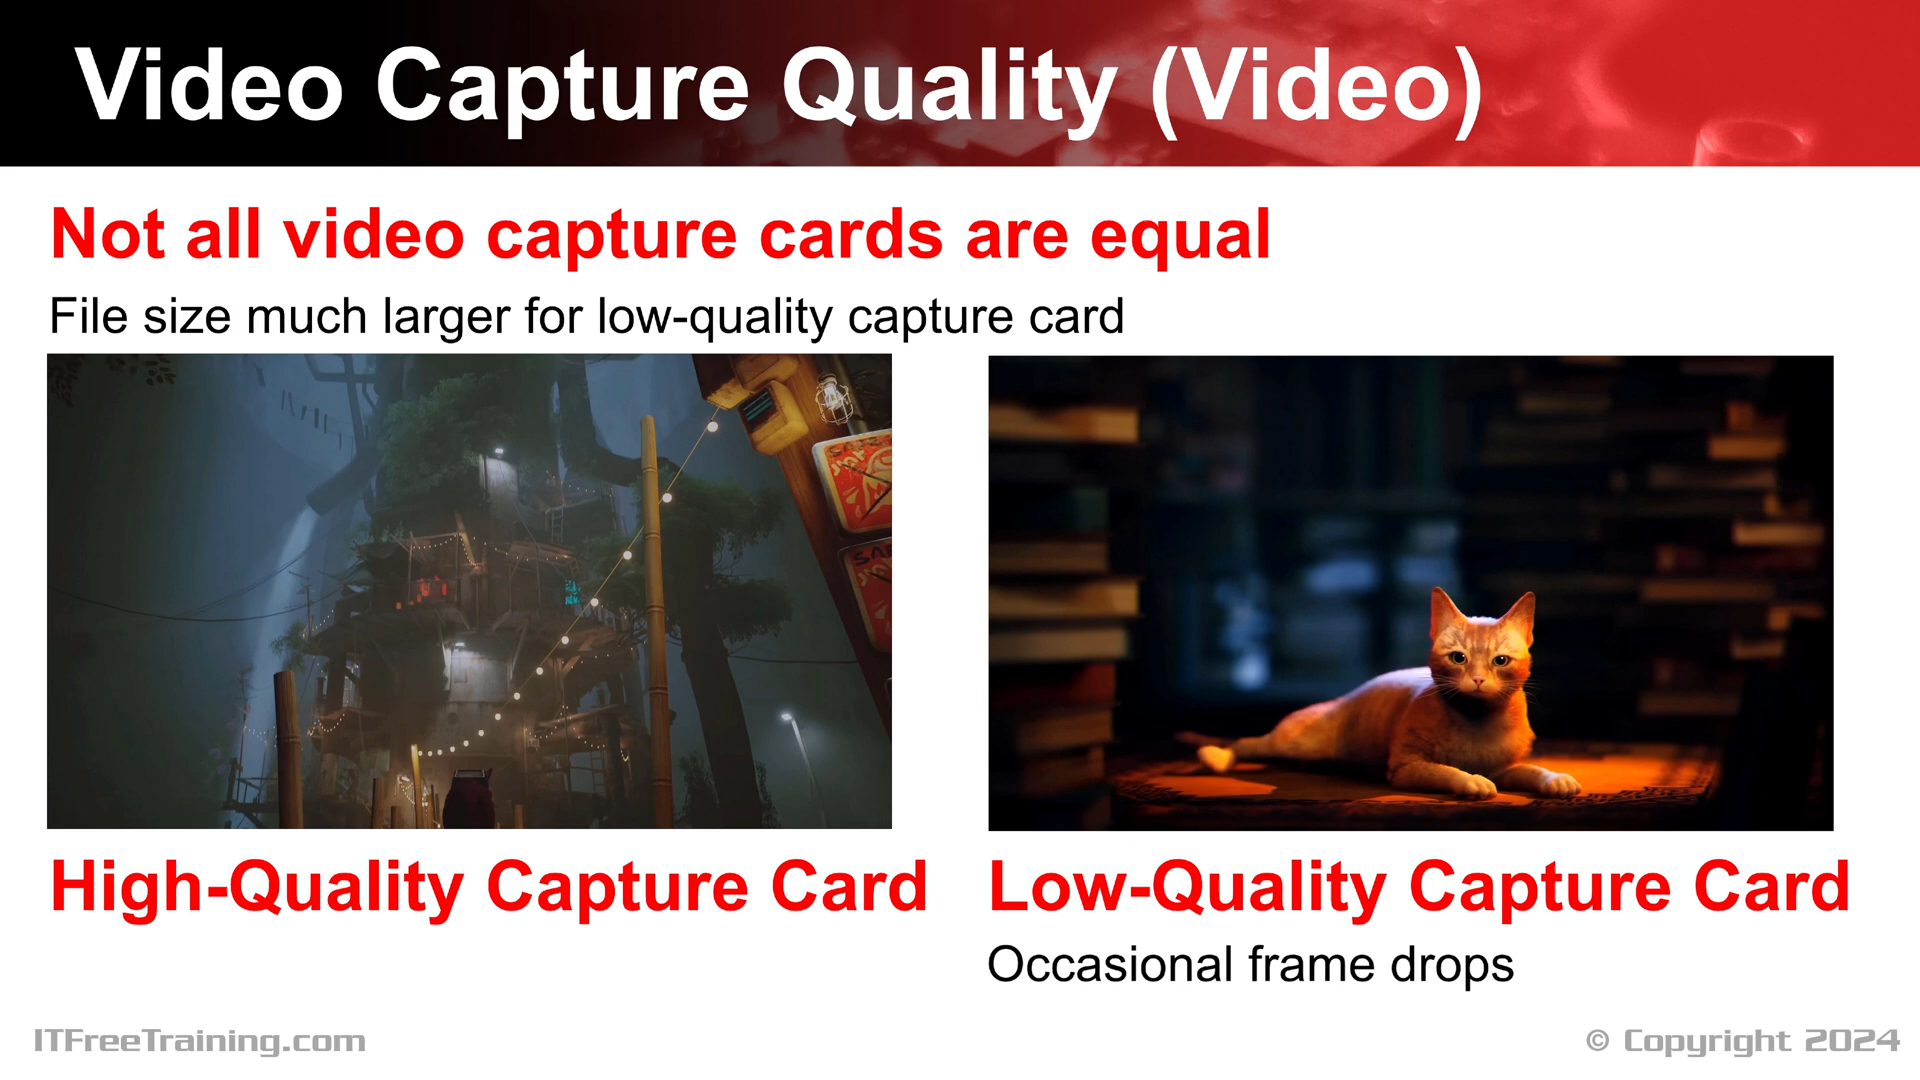 Video Capture Quality (Video)
Not all video capture cards are equal
File size much larger for low-quality capture card
High-Quality Capture Card
Low-Quality Capture Card
Occasional frame drops
ITFreeTraining.com
© Copyright 2024